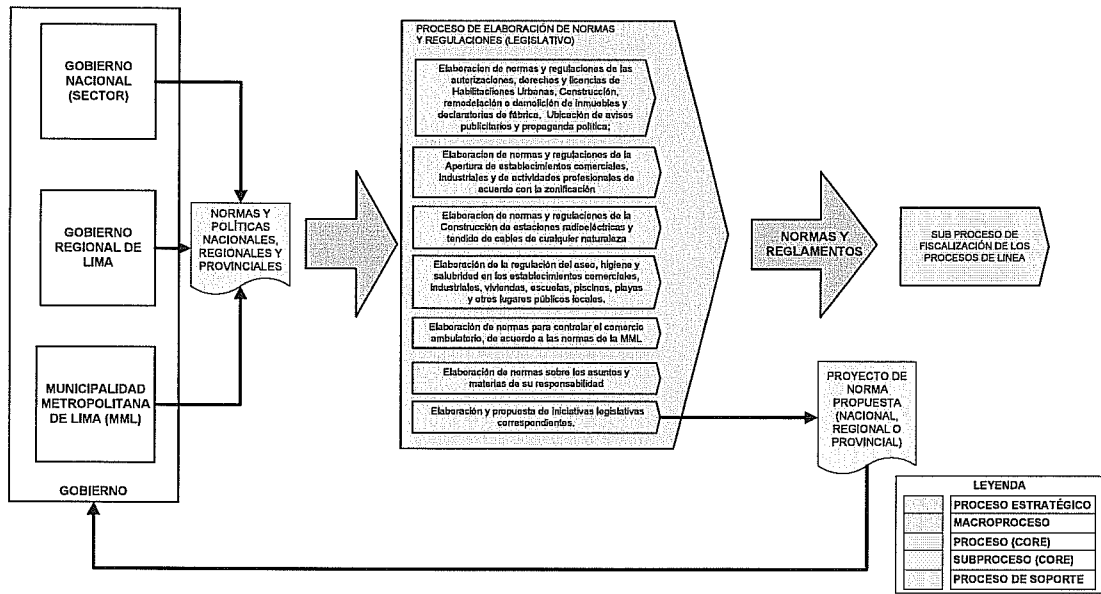 GOBIERNO
NACIONAL
(SECTOR)
GOBIERNO
REGIONAL DE
LIMA
MUNICIPALIDAD
METROPOLITANA
DE LIMA (MML)
GOBIERNO
NORMAS Y
POLÍTICAS
NACIONALES,
REGIONALES Y
PROVINCIALES
PROCESO DE ELABORACIÓN DE NORMAS
Y REGULACIONES (LEGISLATIVO)
Elaboracion de normas y regulaciones de las
autorizaciones, derechos y licencias de
Habilitaciones Urbanas, Construcción,
remodelación o demolición de inmuebles y
declaratorias de fábrica. Ubicación de avisos
publicitarios y propaganda política;
Elaboracion de normas y regulaciones de la
Apertura de establecimientos comerciales,
Industriales y de actividades profesionales de
acuerdo con la zonificación
Elaboracion de normas y regulaciones de la
Construcción de estaciones radioeléctricas y
tendido de cables de cualquier naturaleza
Elaboración de la regulación del aseo, higiene y
salubridad en los establecimientos comerciales,
industriales, viviendas, escuelas, piscinas, playas
y otros lugares públicos locales.
Elaboración de normas para controlar el comercio
ambulatorio, de acuerdo a las normas de la MML
Elaboración de normas sobre los asuntos y
materias de su responsabilidad
Elaboración y propuesta de iniciativas legislativas
correspondientes.
NORMAS Y
REGLAMENTOS
SUB PROCESO DE
FISCALIZACIÓN DE LOS
PROCESOS DE LINEA
PROYECTO DE
NORMA
PROPUESTA
(NACIONAL,
REGIONAL O
PROVINCIAL)
LEYENDA
PROCESO ESTRATÉGICO
MACROPROCESO
PROCESO (CORE)
SUBPROCESO (CORE)
PROCESO DE SOPORTE